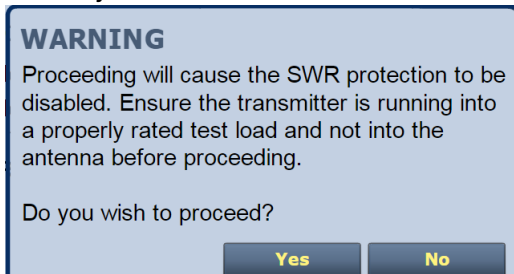 WARNING
Proceeding will cause the SWR protection to be
disabled. Ensure the transmitter is running into
a properly rated test load and not into the
antenna before proceeding.
Do you wish to proceed?
Yes No